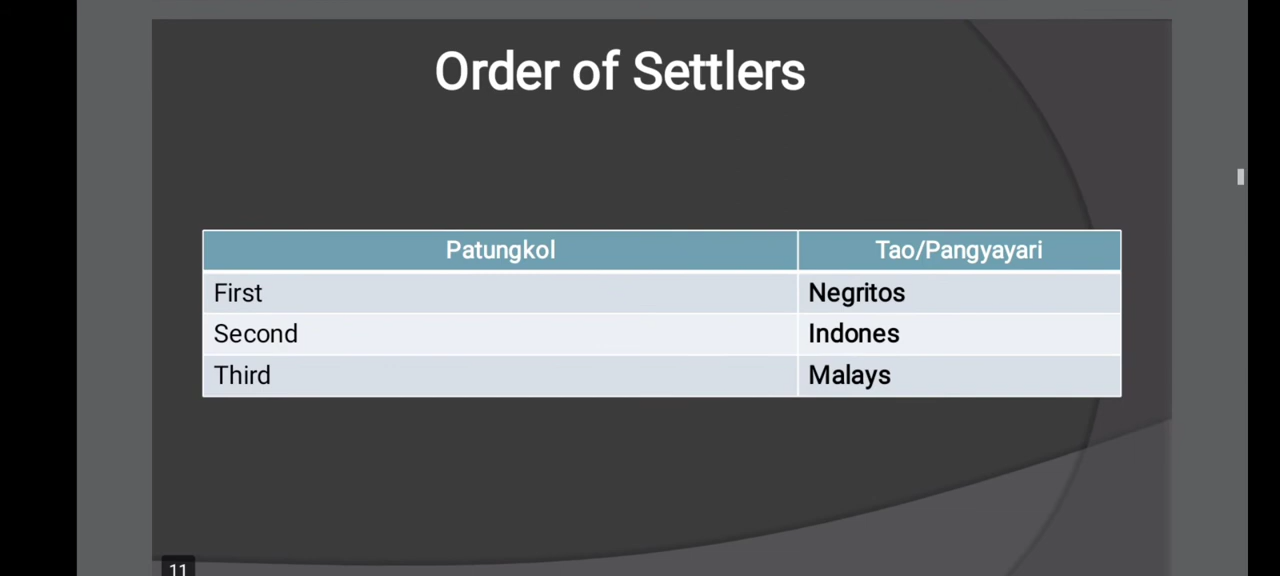 Order of Settlers
Patungkol Tao/Pangyayari
First Negritos
Second Indones
Third Malays
11